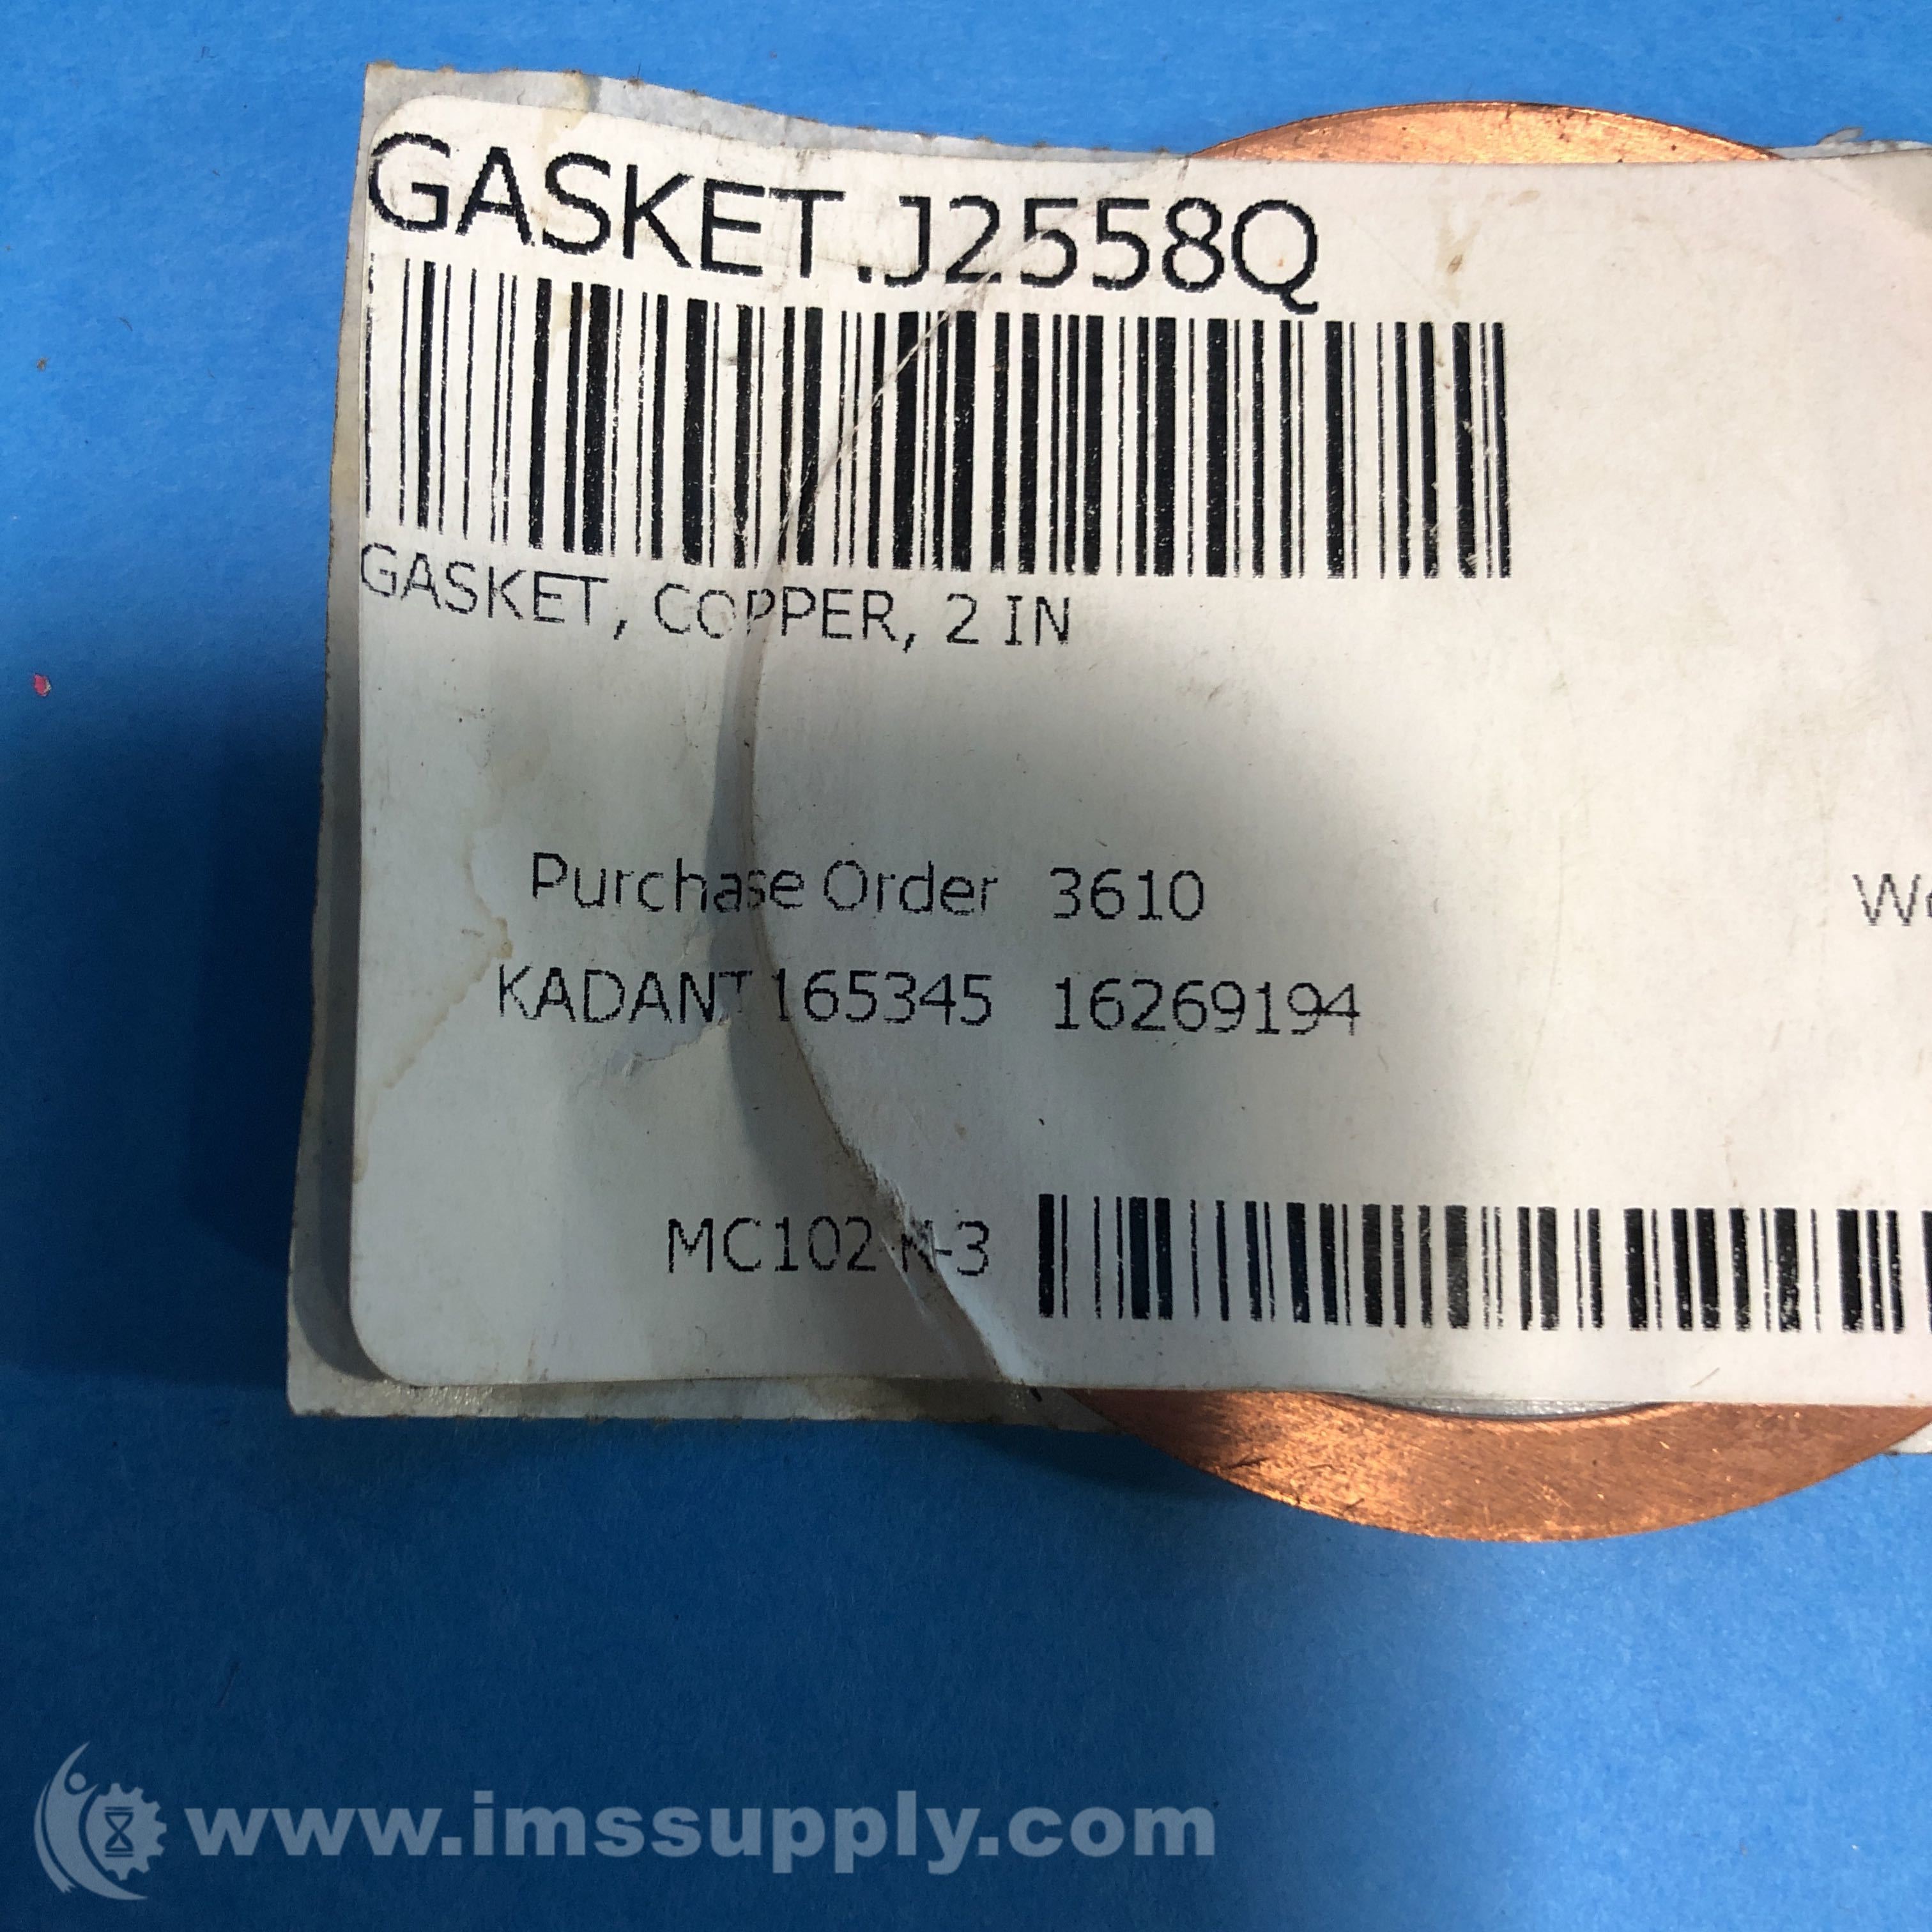 GASKET.J2558Q
GASKET, COPPER, 2 IN
Purchase Order 3610
KADANT 165345 16269194
MC102
www.imssupply.com